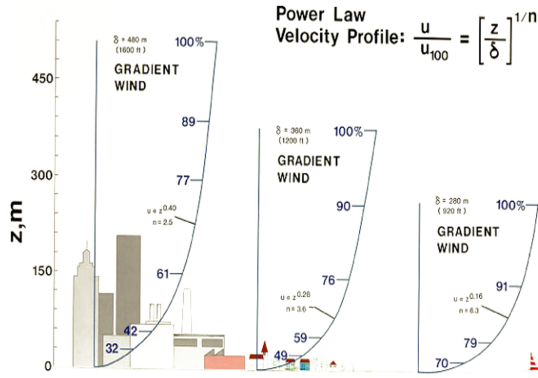 Power Law
Velocity Profile: u/u100 = [z/δ]^1/n
z,m
450
300
150
0
δ = 480 m
(1600 ft)
100%
GRADIENT
WIND
89
77
u ∝ z^0.40
n = 2.5
61
42
32
δ = 360 m
(1200 ft)
100%
GRADIENT
WIND
90
76
u ∝ z^0.28
n = 3.6
59
49
δ = 280 m
(920 ft)
100%
GRADIENT
WIND
91
u ∝ z^0.16
n = 6.3
79
70